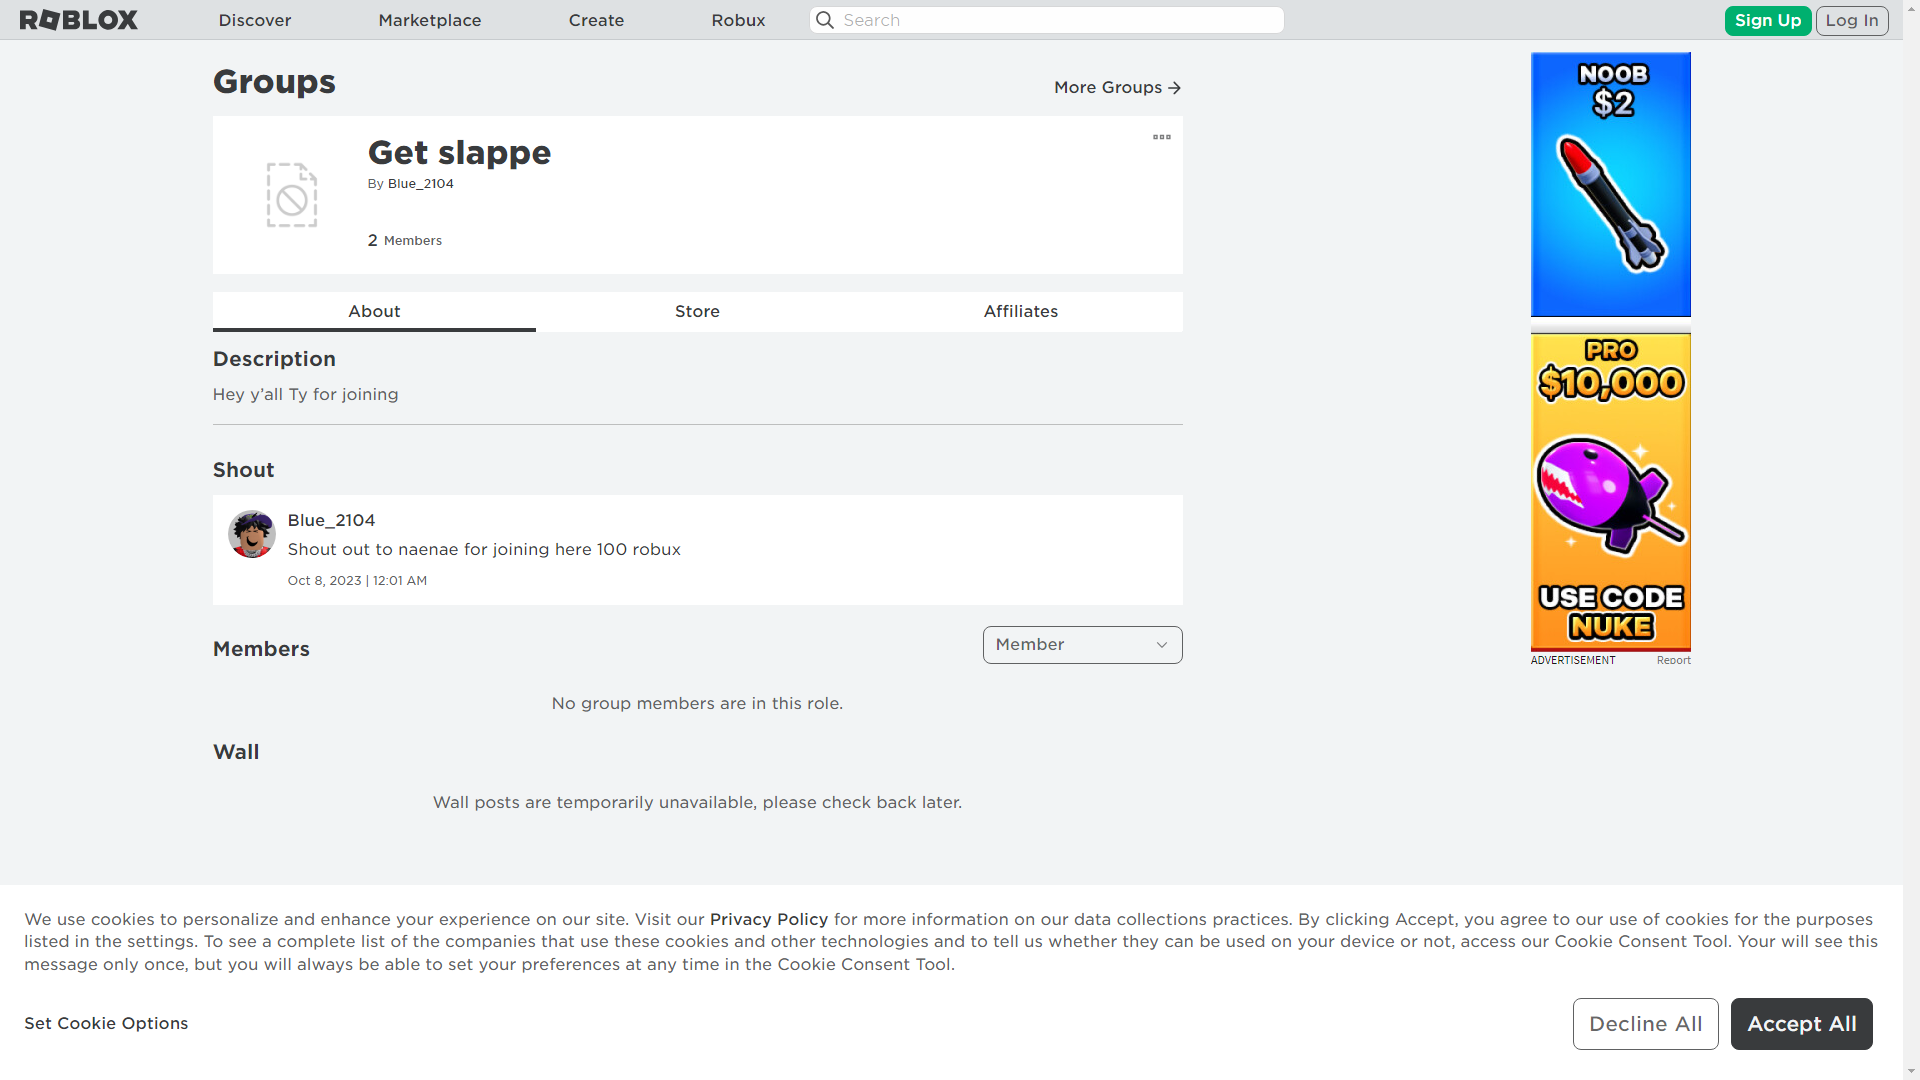 ROBLOX
Discover
Marketplace
Create
Robux
Search
Sign Up
Log In
Groups
More Groups
Get slappe
By Blue_2104
2 Members
About
Store
Affiliates
Description
Hey y'all Ty for joining
Shout
Blue_2104
Shout out to naenae for joining here 100 robux
Oct 8, 2023 | 12:01 AM
Members
Member
No group members are in this role.
Wall
Wall posts are temporarily unavailable, please check back later.
NOOB
$2
PRO
$10,000
USE CODE
NUKE
ADVERTISEMENT
Report
We use cookies to personalize and enhance your experience on our site. Visit our Privacy Policy for more information on our data collections practices. By clicking Accept, you agree to our use of cookies for the purposes
listed in the settings. To see a complete list of the companies that use these cookies and other technologies and to tell us whether they can be used on your device or not, access our Cookie Consent Tool. Your will see this
message only once, but you will always be able to set your preferences at any time in the Cookie Consent Tool.
Set Cookie Options
Decline All
Accept All